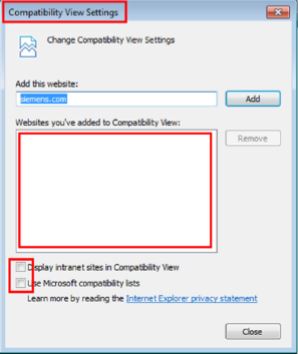 Compatibility View Settings
Change Compatibility View Settings
Add this website:
siemens.com
Add
Websites you've added to Compatibility View:
Remove
Display intranet sites in Compatibility View
Use Microsoft compatibility lists
Learn more by reading the Internet Explorer privacy statement
Close